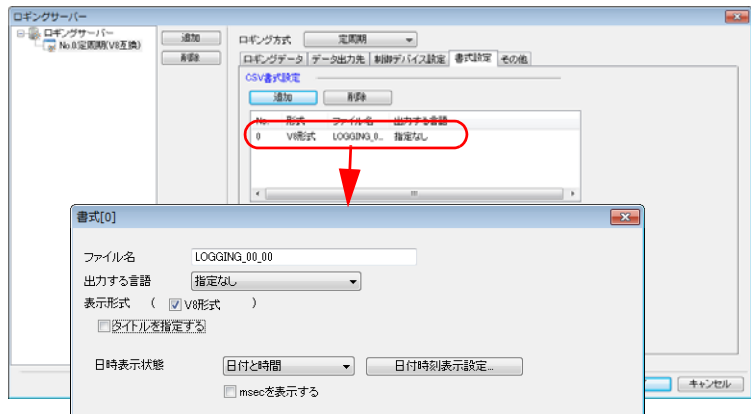 ロギングサーバー
ロギングサーバー
No.0:定周期(V8互換)
追加
削除
ロギング方式 定周期
ロギングデータ データ出力先 制御デバイス設定 書式設定 その他
CSV書式設定
追加 削除
No. 形式 ファイル名 出力する言語
0 V8形式 LOGGING_0... 指定なし
書式[0]
ファイル名 LOGGING_00_00
出力する言語 指定なし
表示形式 ( V8形式 )
タイトルを指定する
日時表示状態 日付と時間 日付時刻表示設定...
msecを表示する
キャンセル